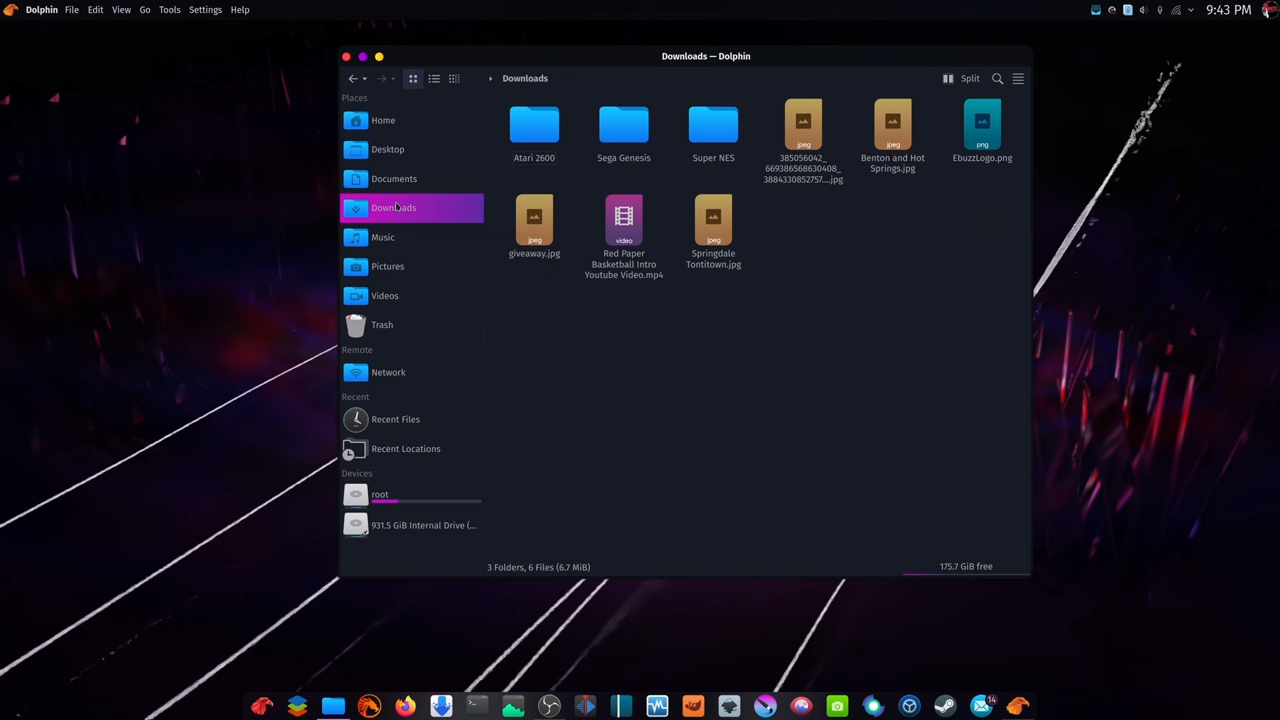 Dolphin File Edit View Go Tools Settings Help
9:43 PM
Downloads — Dolphin
Downloads
Split
Places
Home
Desktop
Documents
Downloads
Music
Pictures
Videos
Trash
Remote
Network
Recent
Recent Files
Recent Locations
Devices
root
931.5 GiB Internal Drive (...
Atari 2600
Sega Genesis
Super NES
jpeg
385056042_
669386568630408_
3884330852757....jpg
jpeg
Benton and Hot
Springs.jpg
png
EbuzzLogo.png
jpeg
giveaway.jpg
video
Red Paper
Basketball Intro
Youtube Video.mp4
jpeg
Springdale
Tontitown.jpg
3 Folders, 6 Files (6.7 MiB)
175.7 GiB free
14